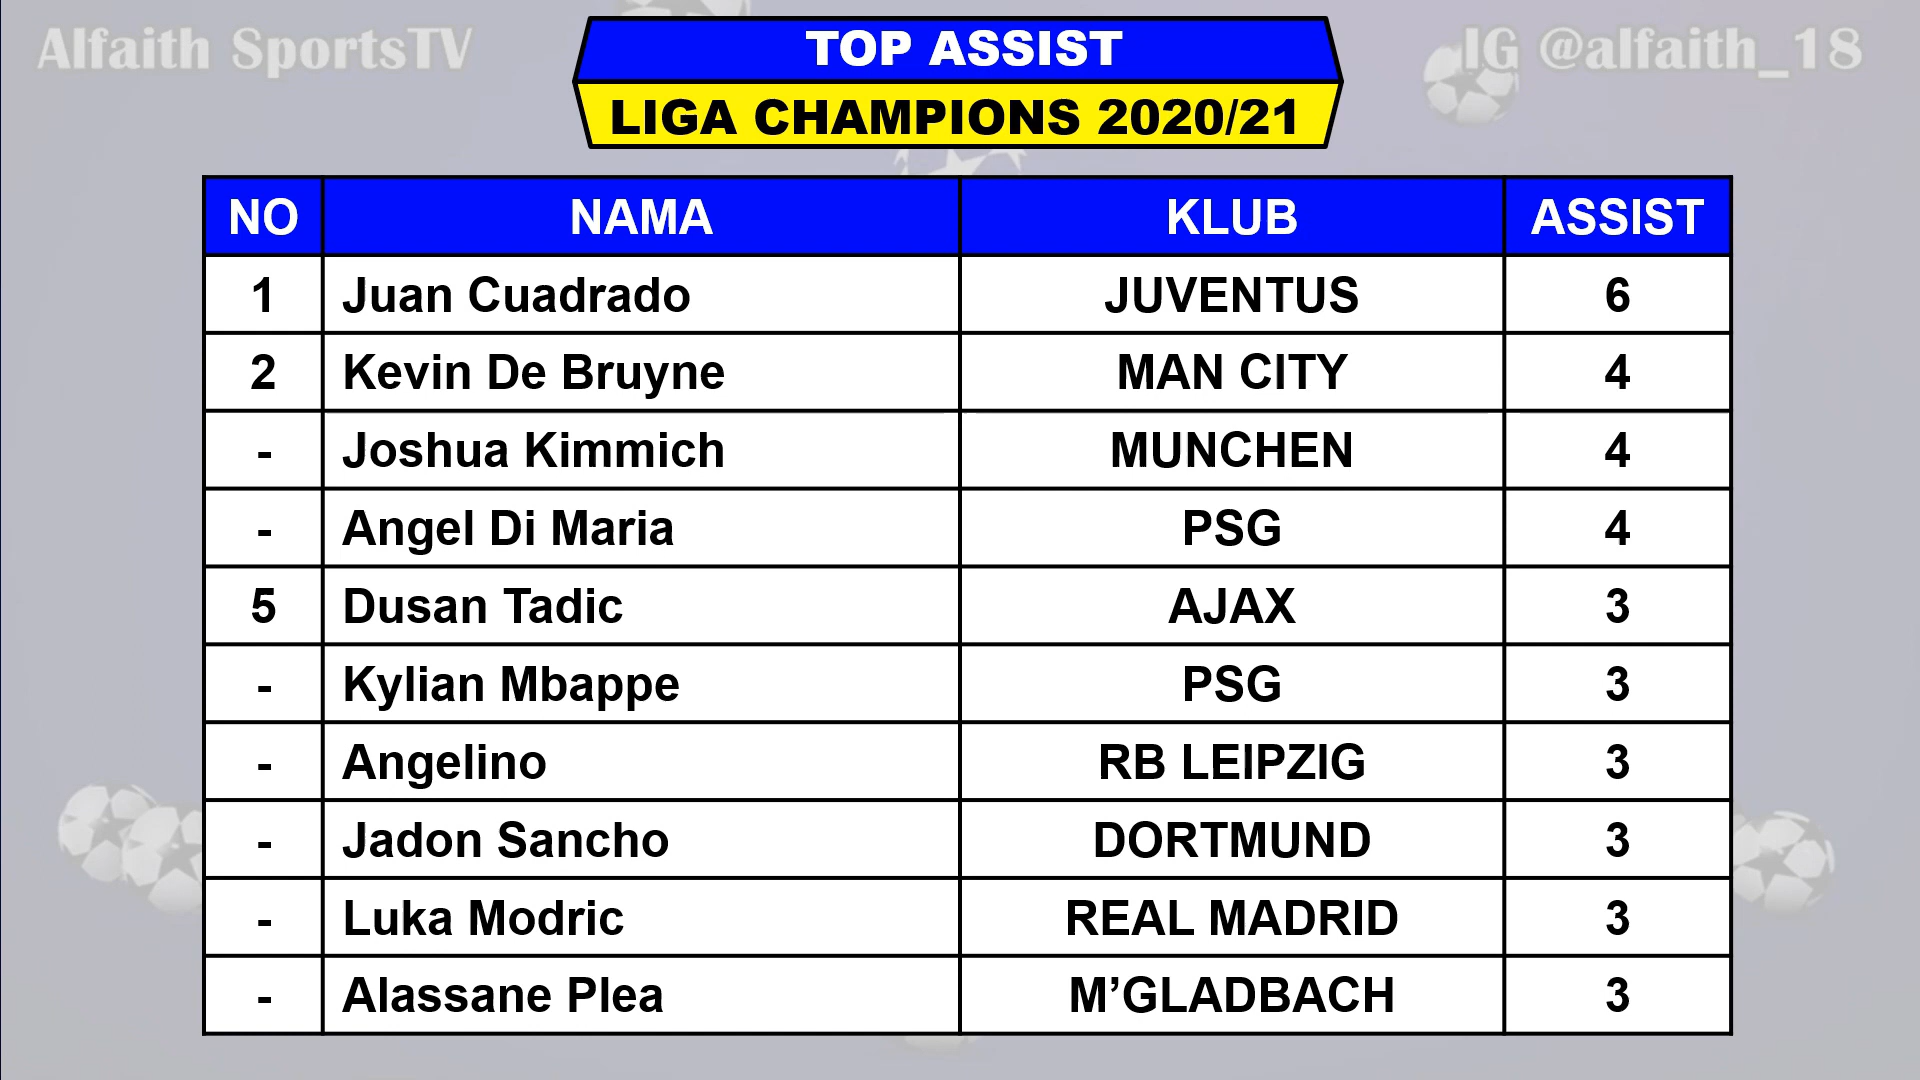 Alfaith SportsTV
TOP ASSIST
IG @alfaith_18
LIGA CHAMPIONS 2020/21
NO NAMA KLUB ASSIST
1 Juan Cuadrado JUVENTUS 6
2 Kevin De Bruyne MAN CITY 4
- Joshua Kimmich MUNCHEN 4
- Angel Di Maria PSG 4
5 Dusan Tadic AJAX 3
- Kylian Mbappe PSG 3
- Angelino RB LEIPZIG 3
- Jadon Sancho DORTMUND 3
- Luka Modric REAL MADRID 3
- Alassane Plea M’GLADBACH 3